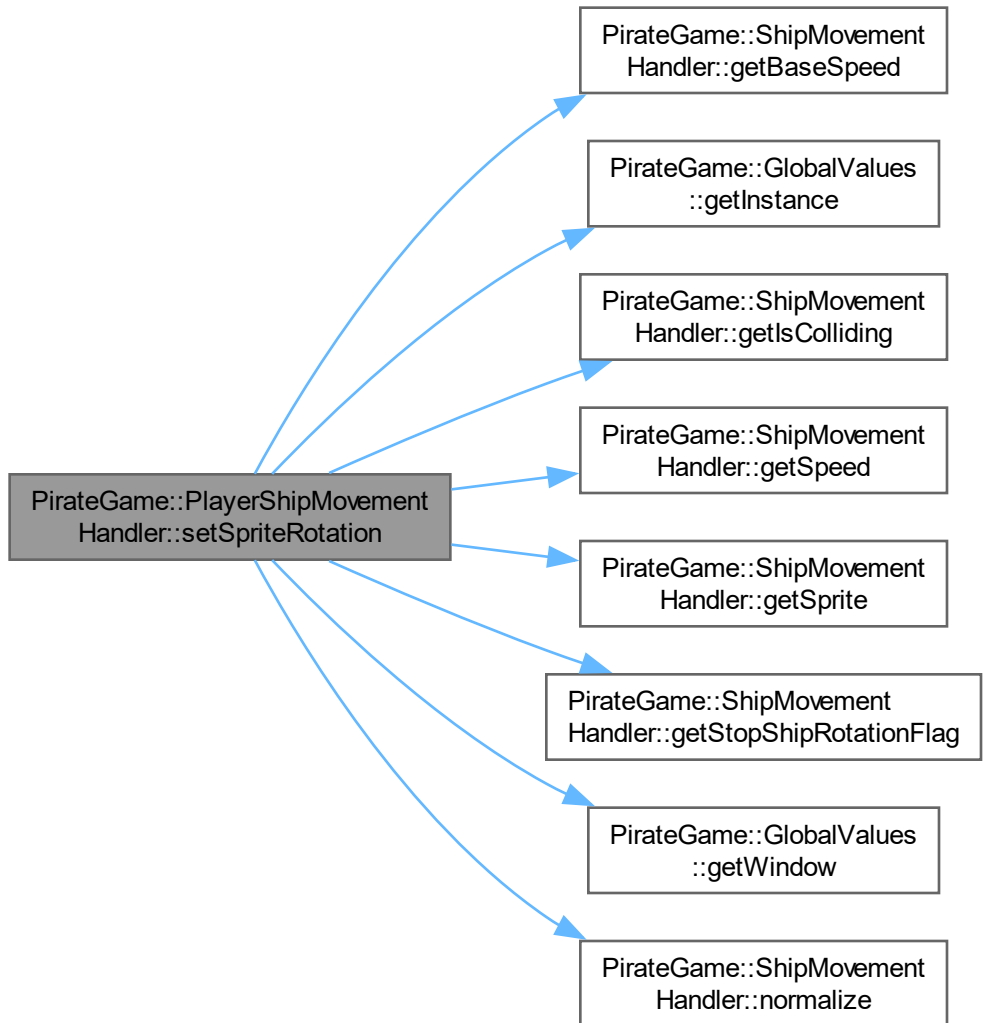 PirateGame::ShipMovement
Handler::getBaseSpeed
PirateGame::GlobalValues
::getInstance
PirateGame::ShipMovement
Handler::getIsColliding
PirateGame::ShipMovement
Handler::getSpeed
PirateGame::PlayerShipMovement
Handler::setSpriteRotation
PirateGame::ShipMovement
Handler::getSprite
PirateGame::ShipMovement
Handler::getStopShipRotationFlag
PirateGame::GlobalValues
::getWindow
PirateGame::ShipMovement
Handler::normalize